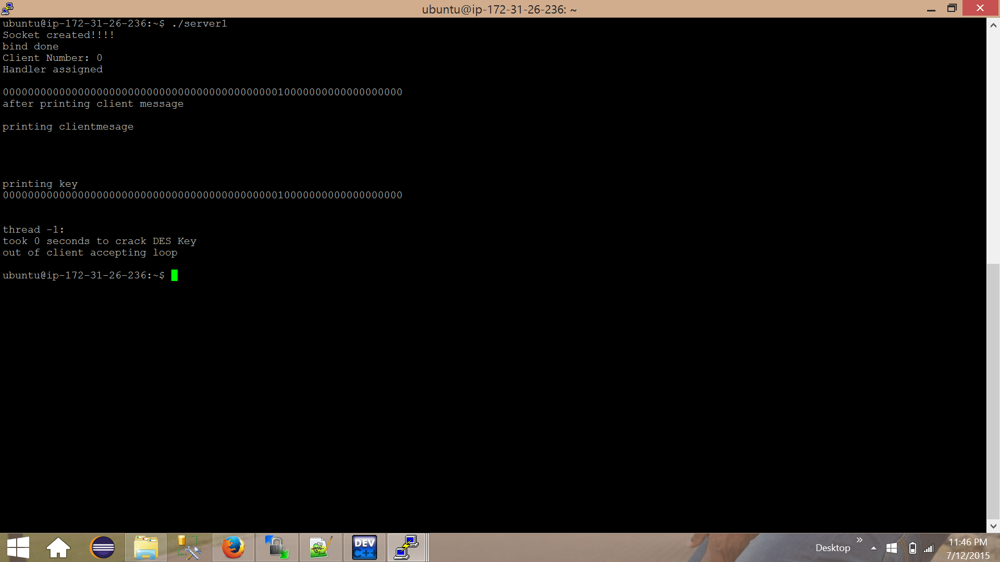 ubuntu@ip-172-31-26-236: ~
ubuntu@ip-172-31-26-236:~$ ./server1
Socket created!!!!
bind done
Client Number: 0
Handler assigned
0000000000000000000000000000000000000000000010000000000000000000
after printing client message
printing clientmesage
printing key
0000000000000000000000000000000000000000000010000000000000000000
thread -1:
took 0 seconds to crack DES Key
out of client accepting loop
ubuntu@ip-172-31-26-236:~$
DEV
C++
Desktop
11:46 PM
7/12/2015